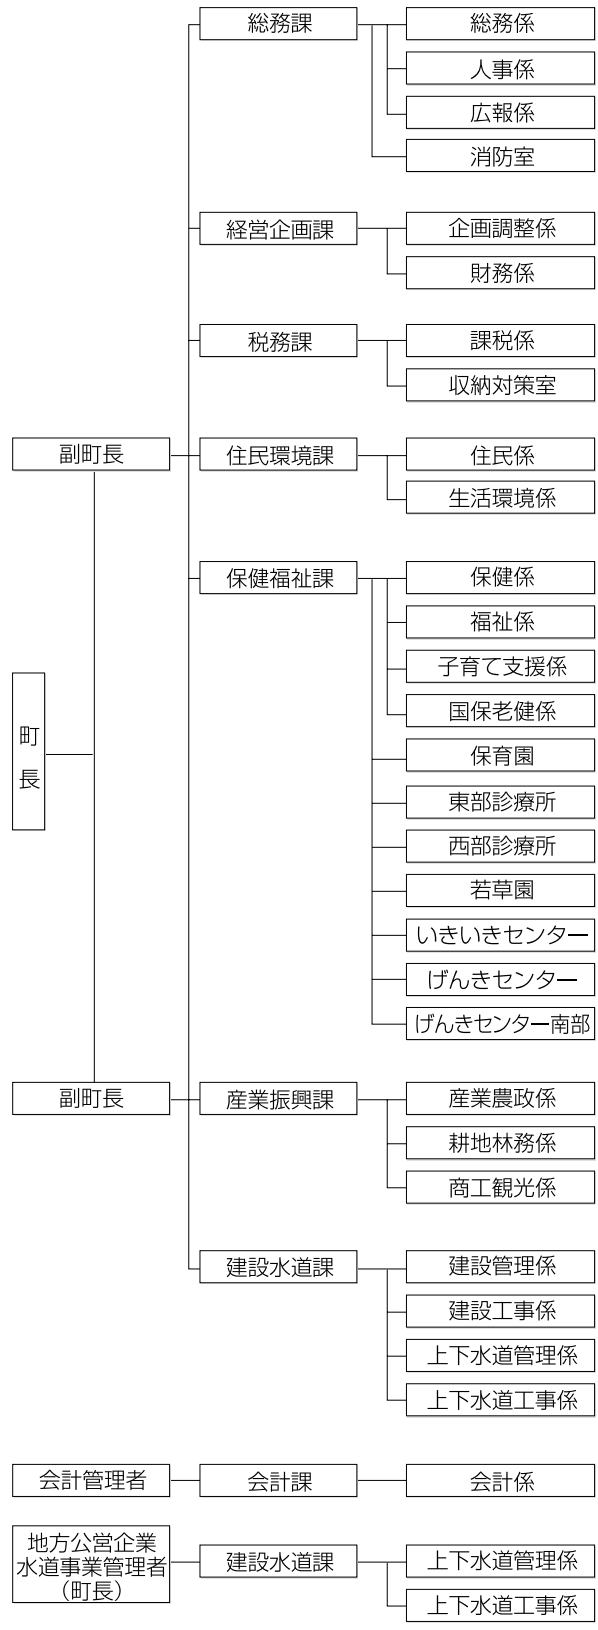 総務課
総務係
人事係
広報係
消防室
経営企画課
企画調整係
財務係
税務課
課税係
収納対策室
副町長
住民環境課
住民係
生活環境係
保健福祉課
保健係
福祉係
子育て支援係
国保老健係
町長
保育園
東部診療所
西部診療所
若草園
いきいきセンター
げんきセンター
げんきセンター南部
副町長
産業振興課
産業農政係
耕地林務係
商工観光係
建設水道課
建設管理係
建設工事係
上下水道管理係
上下水道工事係
会計管理者
会計課
会計係
地方公営企業
水道事業管理者
（町長）
建設水道課
上下水道管理係
上下水道工事係